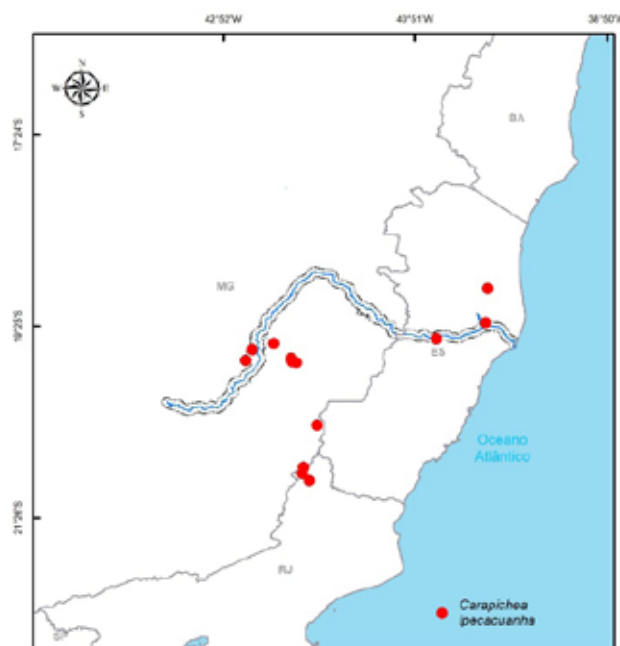 42°52'W
40°51'W
38°50'W
N
W
E
S
17°24'S
BA
MG
19°25'S
ES
Oceano
Atlântico
21°26'S
RJ
Carapichea
ipecacuanha
SP